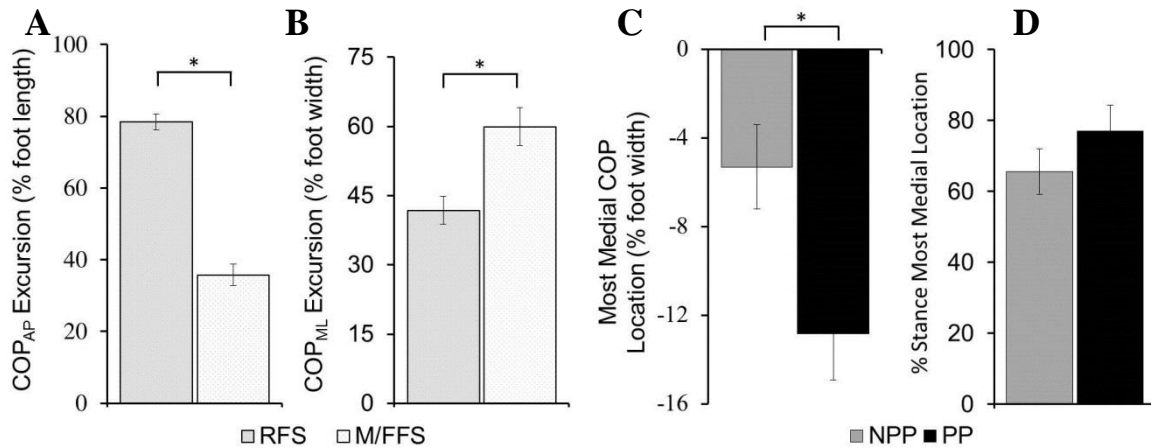 A
COP_AP Excursion (% foot length)
100
80
60
40
20
0
*
B
COP_ML Excursion (% foot width)
75
60
45
30
15
0
*
RFS M/FFS
C
Most Medial COP
Location (% foot width)
0
-4
-8
-12
-16
*
D
% Stance Most Medial Location
100
80
60
40
20
0
NPP PP